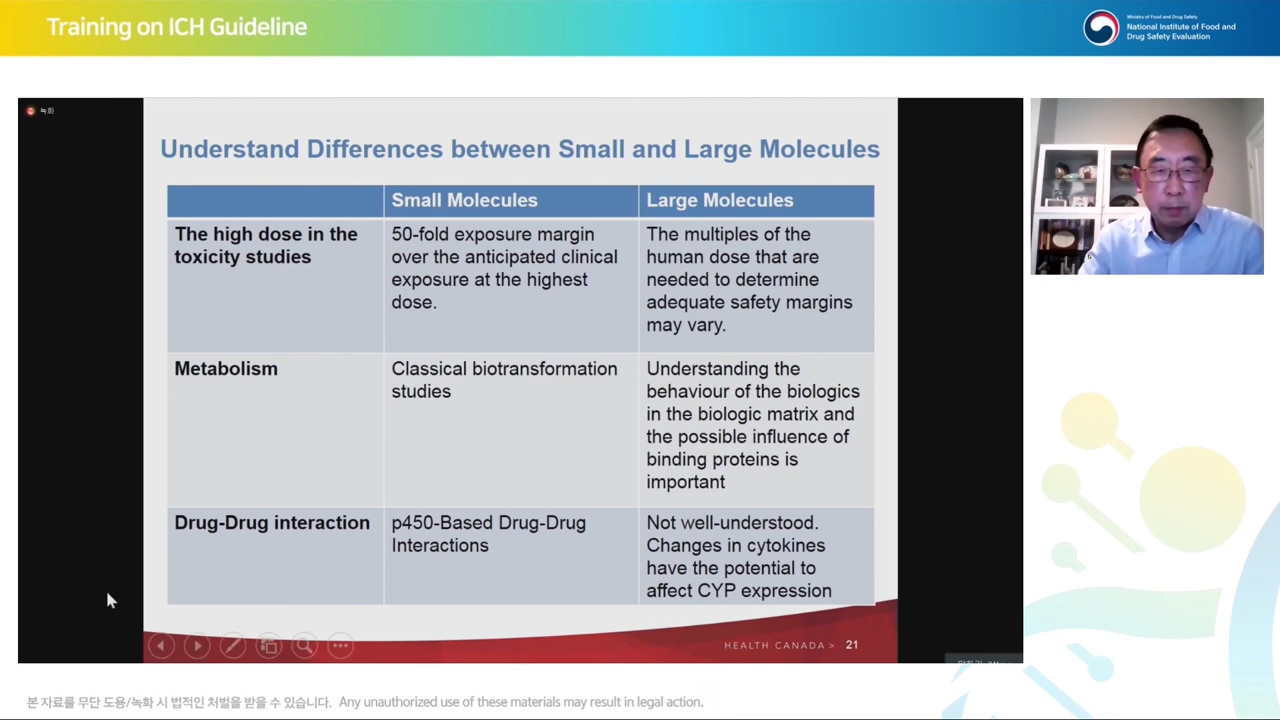 Training on ICH Guideline
Ministry of Food and Drug Safety
National Institute of Food and
Drug Safety Evaluation
녹화
Understand Differences between Small and Large Molecules
Small Molecules
Large Molecules
The high dose in the
toxicity studies
50-fold exposure margin
over the anticipated clinical
exposure at the highest
dose.
The multiples of the
human dose that are
needed to determine
adequate safety margins
may vary.
Metabolism
Classical biotransformation
studies
Understanding the
behaviour of the biologics
in the biologic matrix and
the possible influence of
binding proteins is
important
Drug-Drug interaction
p450-Based Drug-Drug
Interactions
Not well-understood.
Changes in cytokines
have the potential to
affect CYP expression
HEALTH CANADA > 21
본 자료를 무단 도용/녹화 시 법적인 처벌을 받을 수 있습니다. Any unauthorized use of these materials may result in legal action.